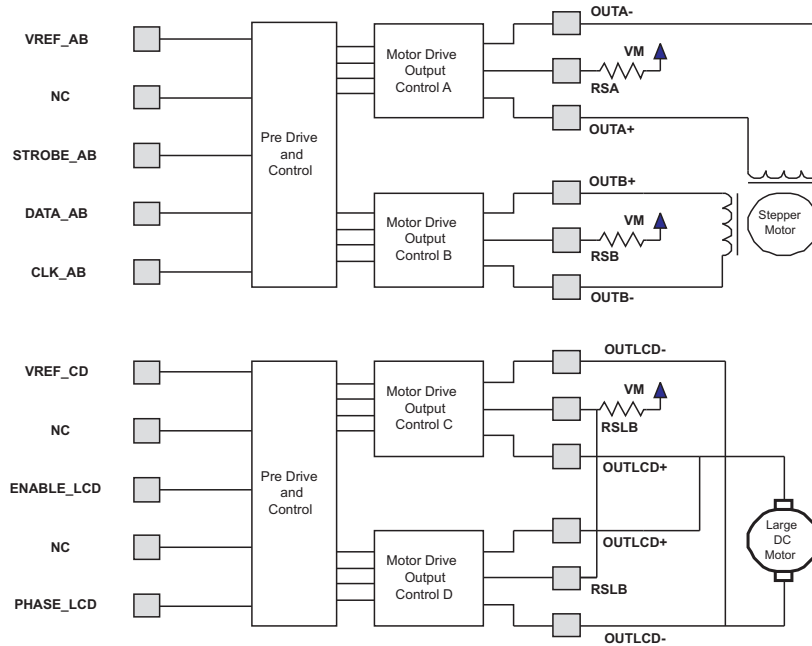 VREF_AB
NC
STROBE_AB
DATA_AB
CLK_AB
Pre Drive
and
Control
Motor Drive
Output
Control A
Motor Drive
Output
Control B
OUTA-
VM
RSA
OUTA+
OUTB+
VM
RSB
OUTB-
Stepper
Motor
VREF_CD
NC
ENABLE_LCD
NC
PHASE_LCD
Pre Drive
and
Control
Motor Drive
Output
Control C
Motor Drive
Output
Control D
OUTLCD-
VM
RSLB
OUTLCD+
OUTLCD+
RSLB
OUTLCD-
Large
DC
Motor